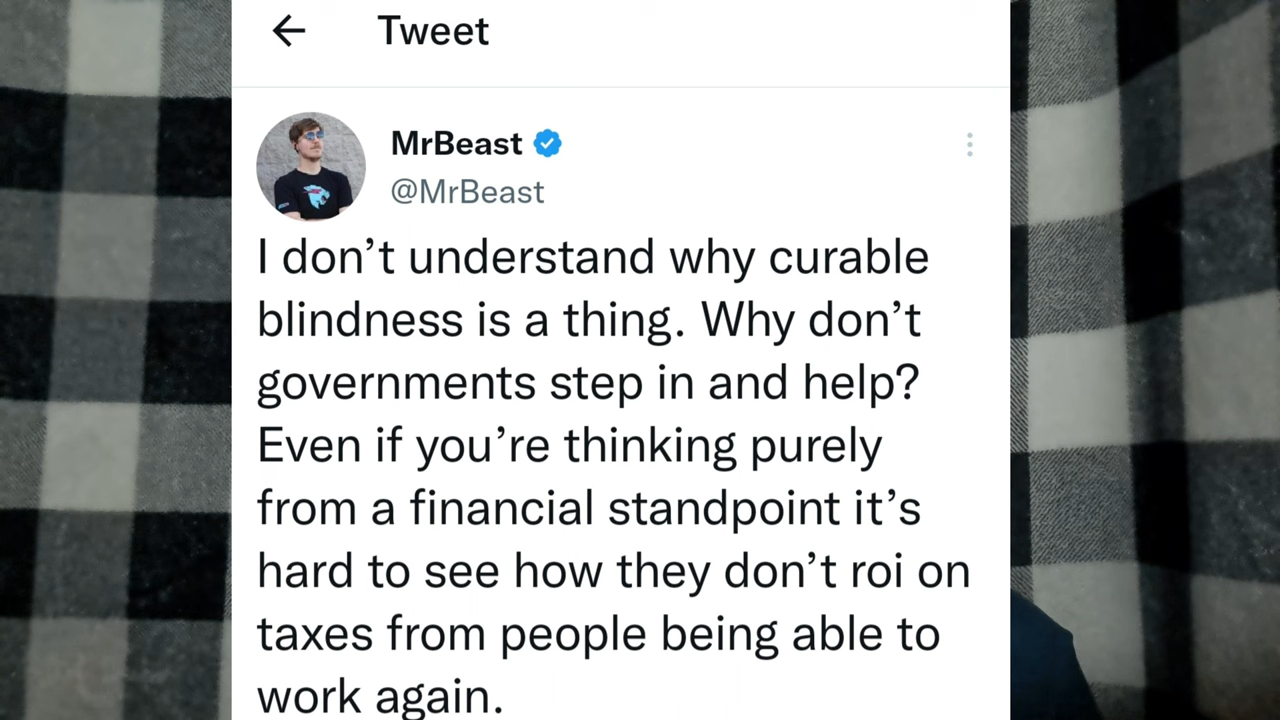 Tweet
MrBeast
@MrBeast
I don’t understand why curable
blindness is a thing. Why don’t
governments step in and help?
Even if you’re thinking purely
from a financial standpoint it’s
hard to see how they don’t roi on
taxes from people being able to
work again.